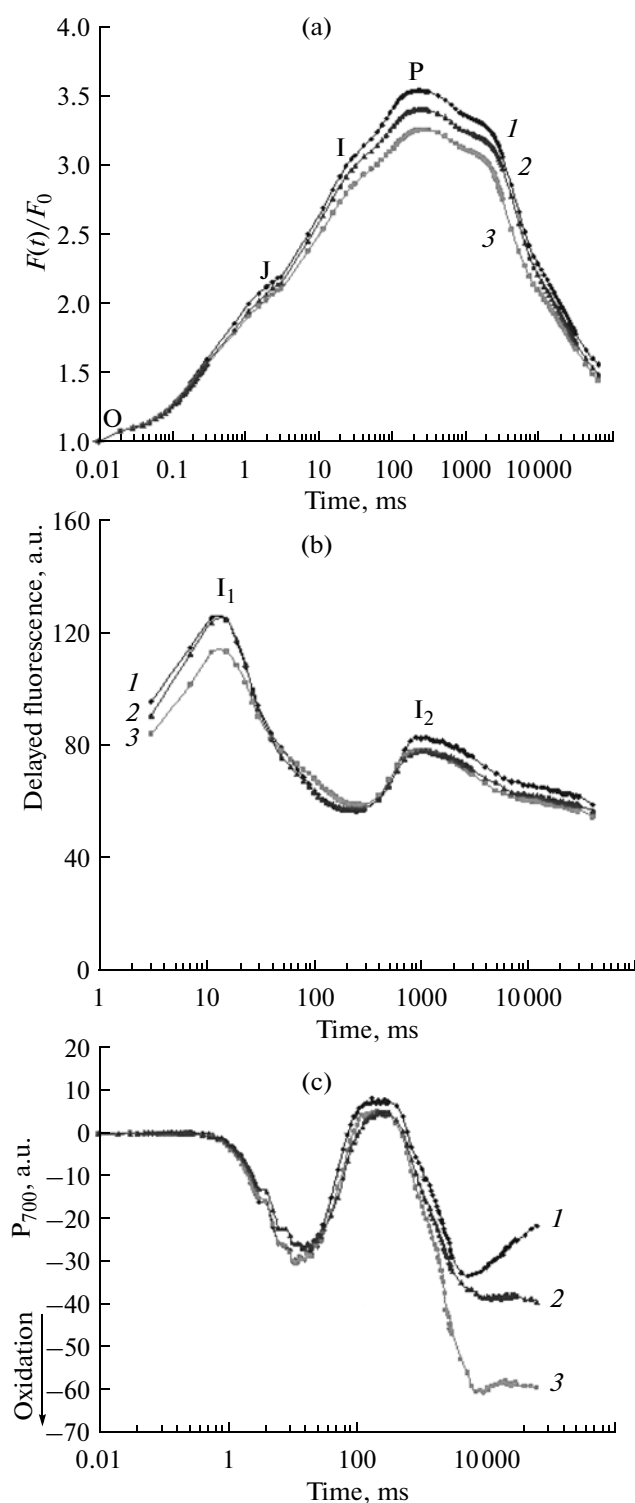 (a)
4.0
3.5
3.0
2.5
2.0
1.5
1.0
F(t)/F0
O
J
I
P
1
2
3
0.01 0.1 1 10 100 1000 10000
Time, ms
(b)
160
120
80
40
0
Delayed fluorescence, a.u.
I1
I2
1
2
3
1 10 100 1000 10000
Time, ms
(c)
20
10
0
−10
−20
−30
−40
−50
−60
−70
P700, a.u.
Oxidation
1
2
3
0.01 1 100 10000
Time, ms